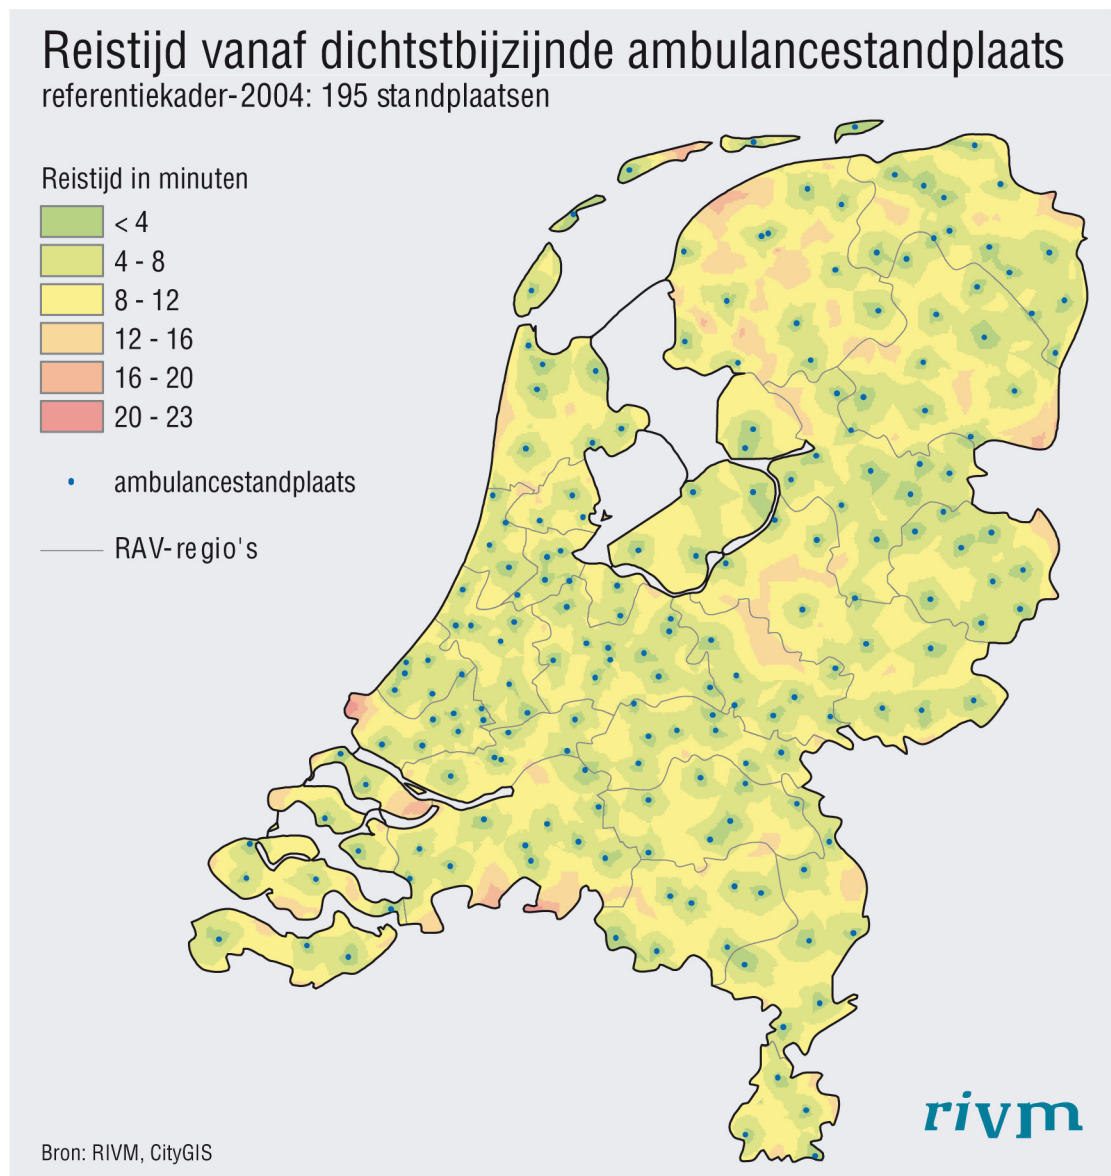 Reistijd vanaf dichtstbijzijnde ambulancestandplaats
referentiekader-2004: 195 standplaatsen
Reistijd in minuten
< 4
4 - 8
8 - 12
12 - 16
16 - 20
20 - 23
ambulancestandplaats
RAV-regio's
rivm
Bron: RIVM, CityGIS